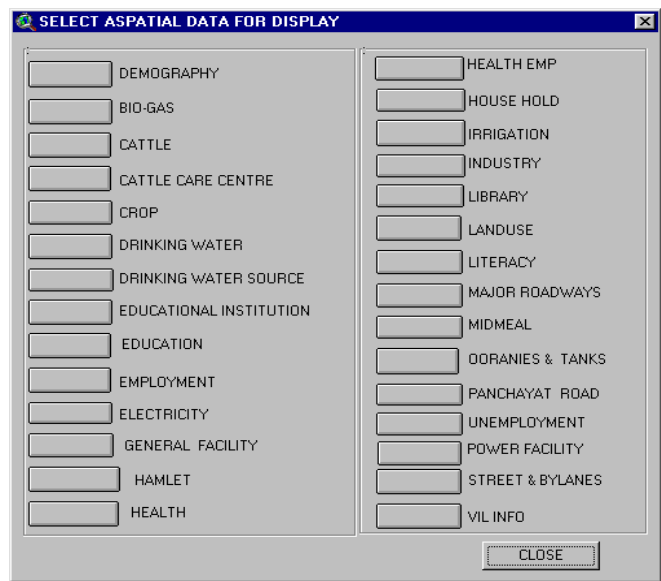 SELECT ASPATIAL DATA FOR DISPLAY
DEMOGRAPHY
BIO-GAS
CATTLE
CATTLE CARE CENTRE
CROP
DRINKING WATER
DRINKING WATER SOURCE
EDUCATIONAL INSTITUTION
EDUCATION
EMPLOYMENT
ELECTRICITY
GENERAL FACILITY
HAMLET
HEALTH
HEALTH EMP
HOUSE HOLD
IRRIGATION
INDUSTRY
LIBRARY
LANDUSE
LITERACY
MAJOR ROADWAYS
MIDMEAL
OORANIES & TANKS
PANCHAYAT ROAD
UNEMPLOYMENT
POWER FACILITY
STREET & BYLANES
VIL INFO
CLOSE